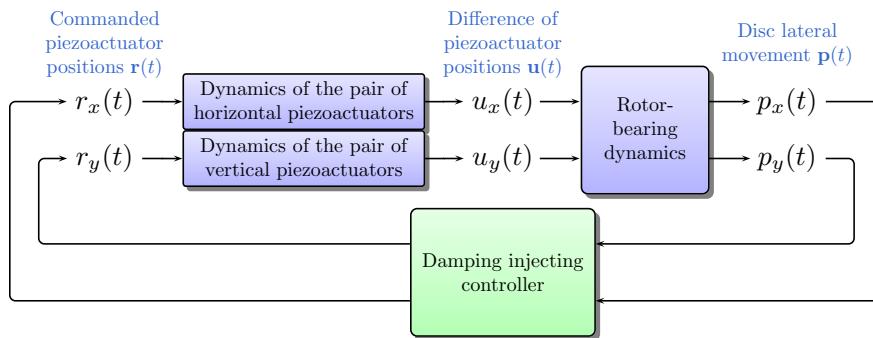 Commanded
piezoactuator
positions r(t)
Difference of
piezoactuator
positions u(t)
Disc lateral
movement p(t)
r_x(t)
Dynamics of the pair of
horizontal piezoactuators
u_x(t)
Rotor-
bearing
dynamics
p_x(t)
r_y(t)
Dynamics of the pair of
vertical piezoactuators
u_y(t)
p_y(t)
Damping injecting
controller